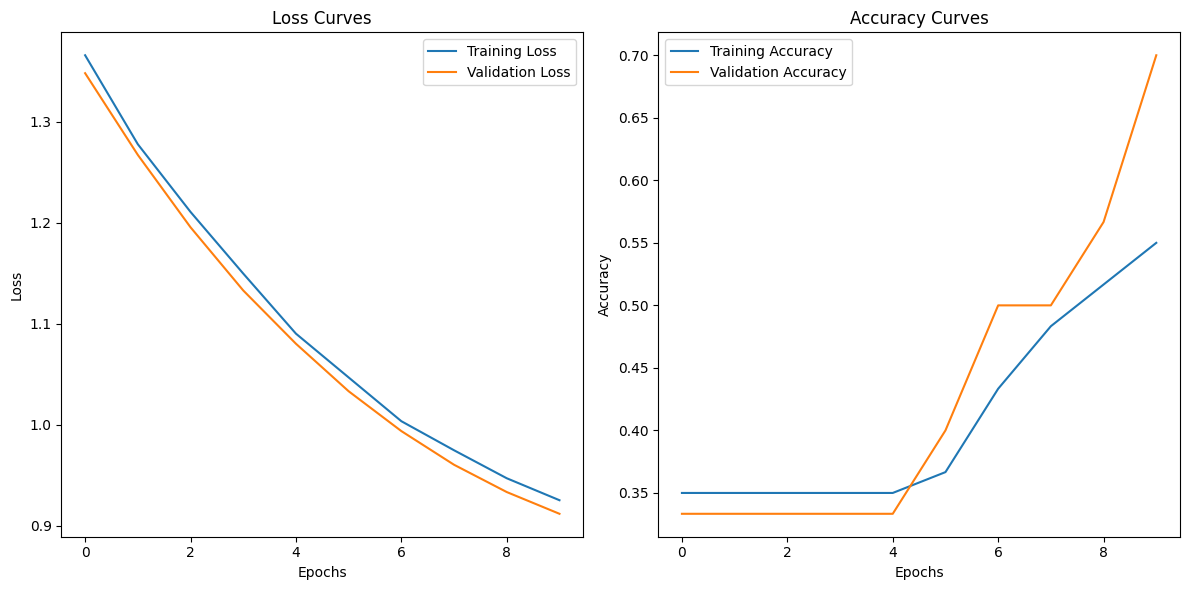 Loss Curves
Training Loss
Validation Loss
1.3
1.2
1.1
1.0
0.9
Loss
0 2 4 6 8
Epochs
Accuracy Curves
Training Accuracy
Validation Accuracy
0.70
0.65
0.60
0.55
0.50
0.45
0.40
0.35
Accuracy
0 2 4 6 8
Epochs